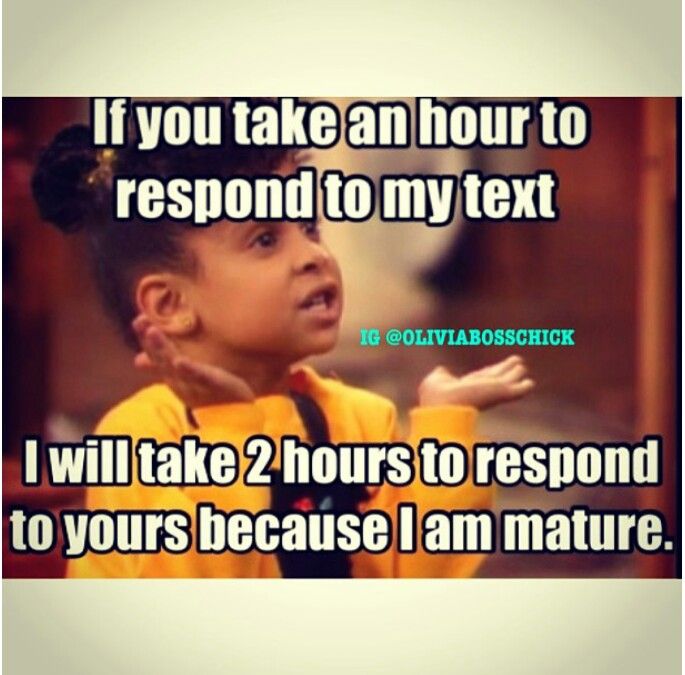 If you take an hour to
respond to my text
IG @OLIVIABOSSCHICK
I will take 2 hours to respond
to yours because I am mature.